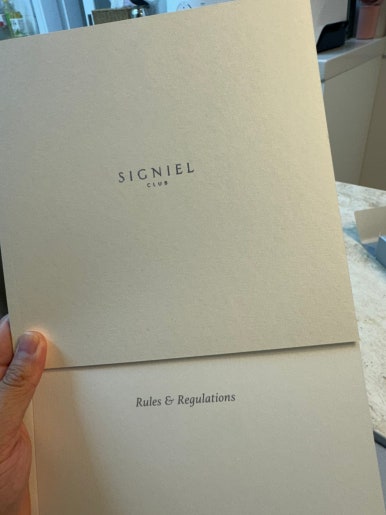 SIGNIEL
CLUB
Rules & Regulations